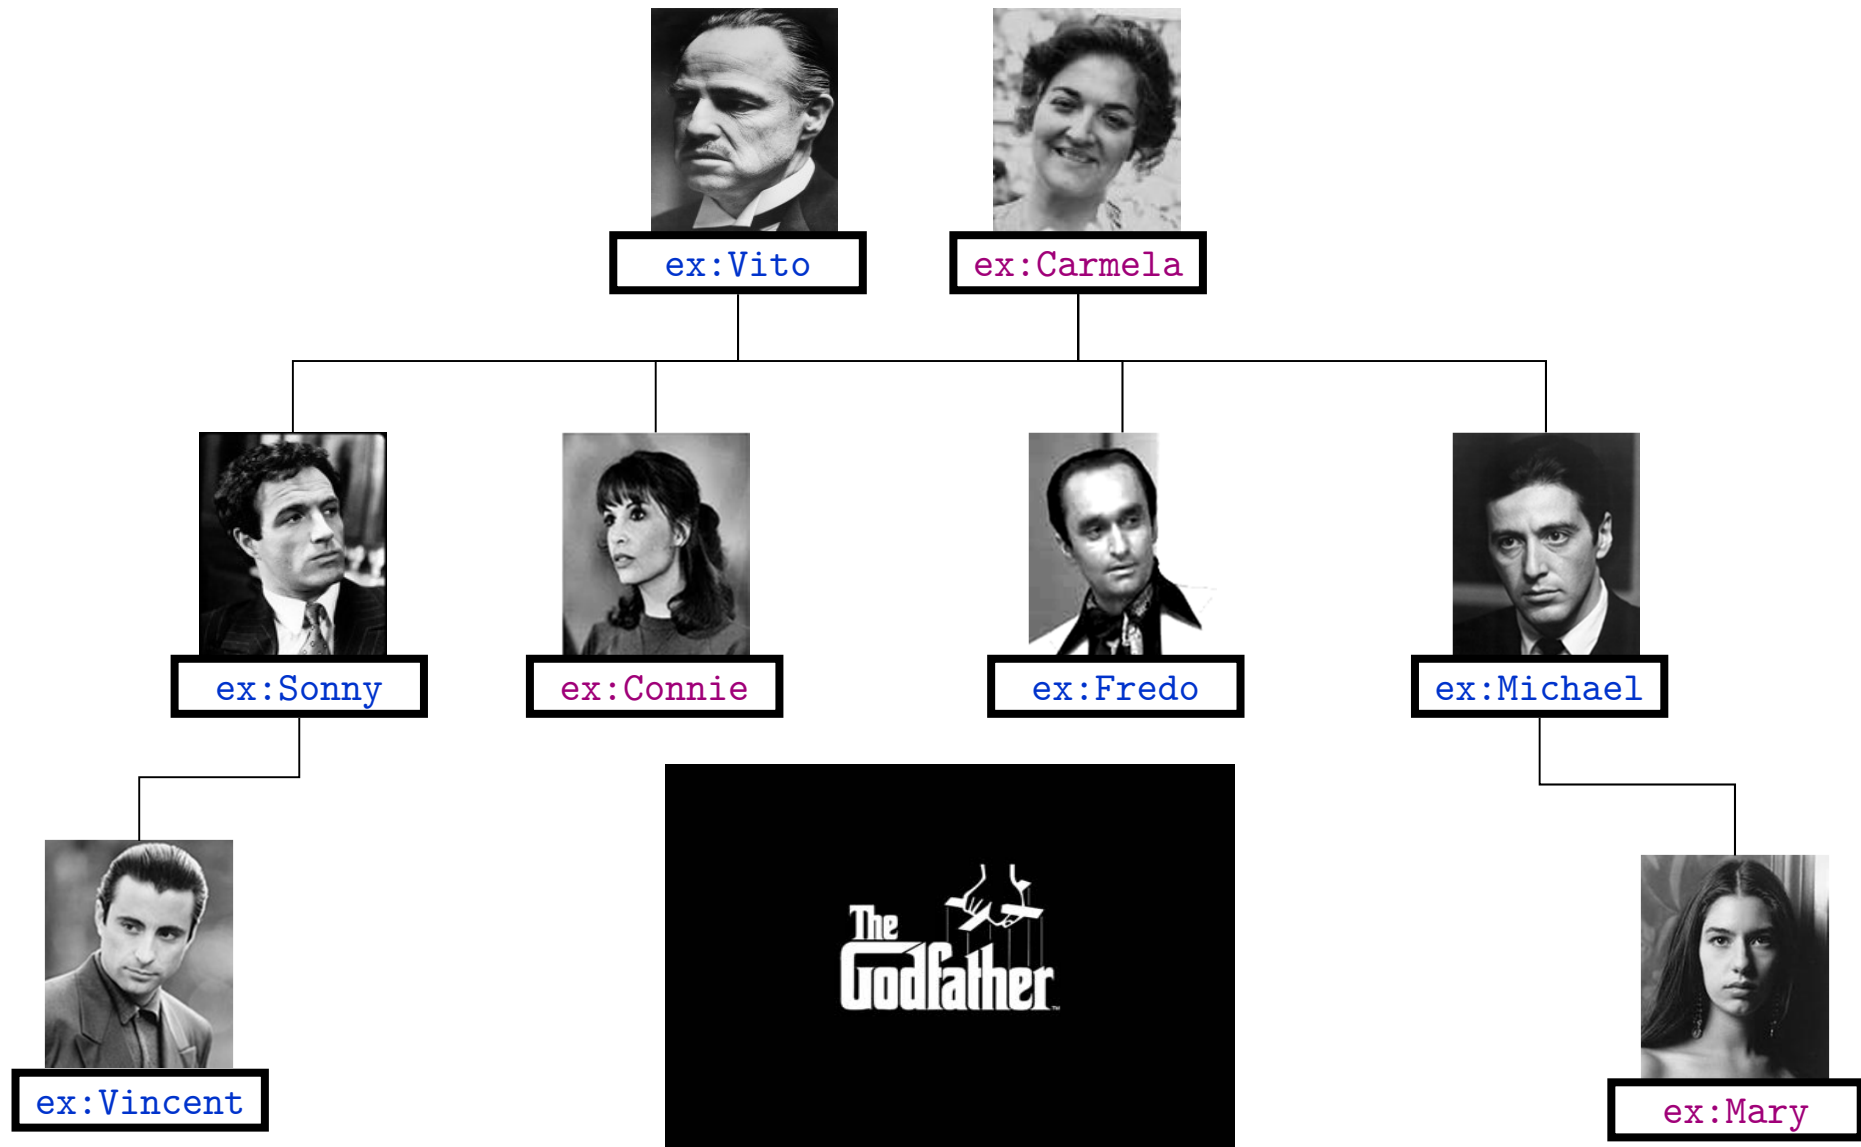 ex:Vito
ex:Carmela
ex:Sonny
ex:Connie
ex:Fredo
ex:Michael
The
Godfather
ex:Vincent
ex:Mary